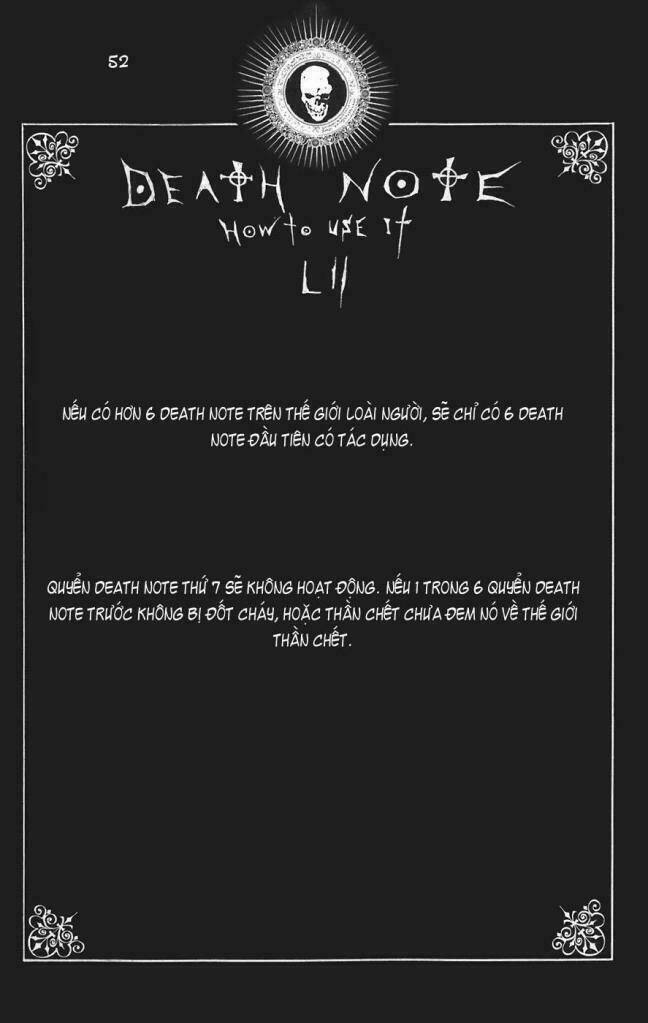 52
DEATH NOTE
HOW TO USE IT
LII
NẾU CÓ HƠN 6 DEATH NOTE TRÊN THẾ GIỚI LOÀI NGƯỜI, SẼ CHỈ CÓ 6 DEATH
NOTE ĐẦU TIÊN CÓ TÁC DỤNG.
QUYỂN DEATH NOTE THỨ 7 SẼ KHÔNG HOẠT ĐỘNG. NẾU 1 TRONG 6 QUYỂN DEATH
NOTE TRƯỚC KHÔNG BỊ ĐỐT CHÁY, HOẶC THẦN CHẾT CHƯA ĐEM NÓ VỀ THẾ GIỚI
THẦN CHẾT.